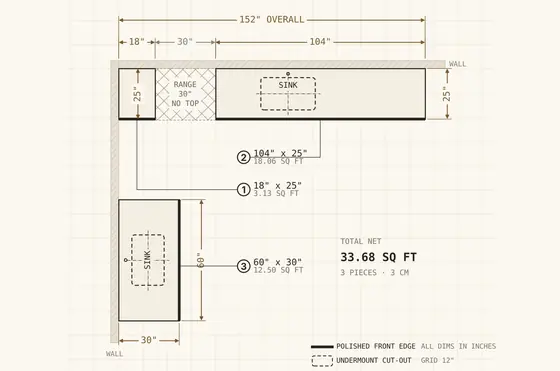 152" OVERALL
18"
30"
104"
WALL
RANGE
30"
NO TOP
SINK
25"
25"
2 104" x 25"
18.06 SQ FT
1 18" x 25"
3.13 SQ FT
SINK
60"
3 60" x 30"
12.50 SQ FT
TOTAL NET
33.68 SQ FT
3 PIECES · 3 CM
30"
WALL
POLISHED FRONT EDGE ALL DIMS IN INCHES
UNDERMOUNT CUT-OUT GRID 12"